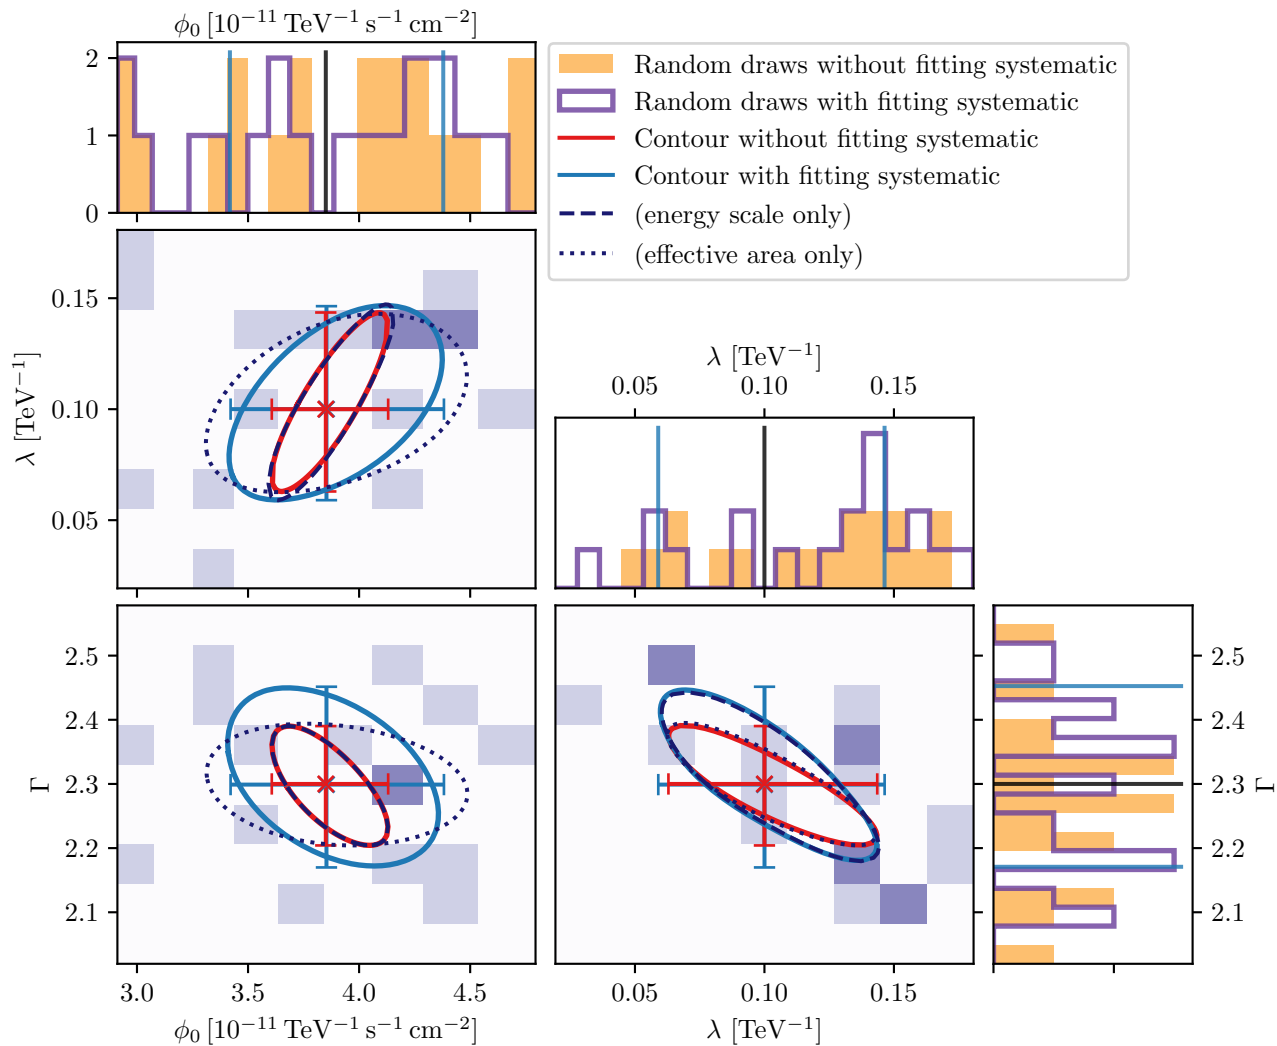 ϕ₀ [10⁻¹¹ TeV⁻¹ s⁻¹ cm⁻²]
2
1
0
Random draws without fitting systematic
Random draws with fitting systematic
Contour without fitting systematic
Contour with fitting systematic
(energy scale only)
(effective area only)
0.15
0.10
0.05
λ [TeV⁻¹]
λ [TeV⁻¹]
0.05 0.10 0.15
2.5
2.4
2.3
2.2
2.1
Γ
2.5
2.4
2.3
2.2
2.1
Γ
3.0 3.5 4.0 4.5
ϕ₀ [10⁻¹¹ TeV⁻¹ s⁻¹ cm⁻²]
0.05 0.10 0.15
λ [TeV⁻¹]